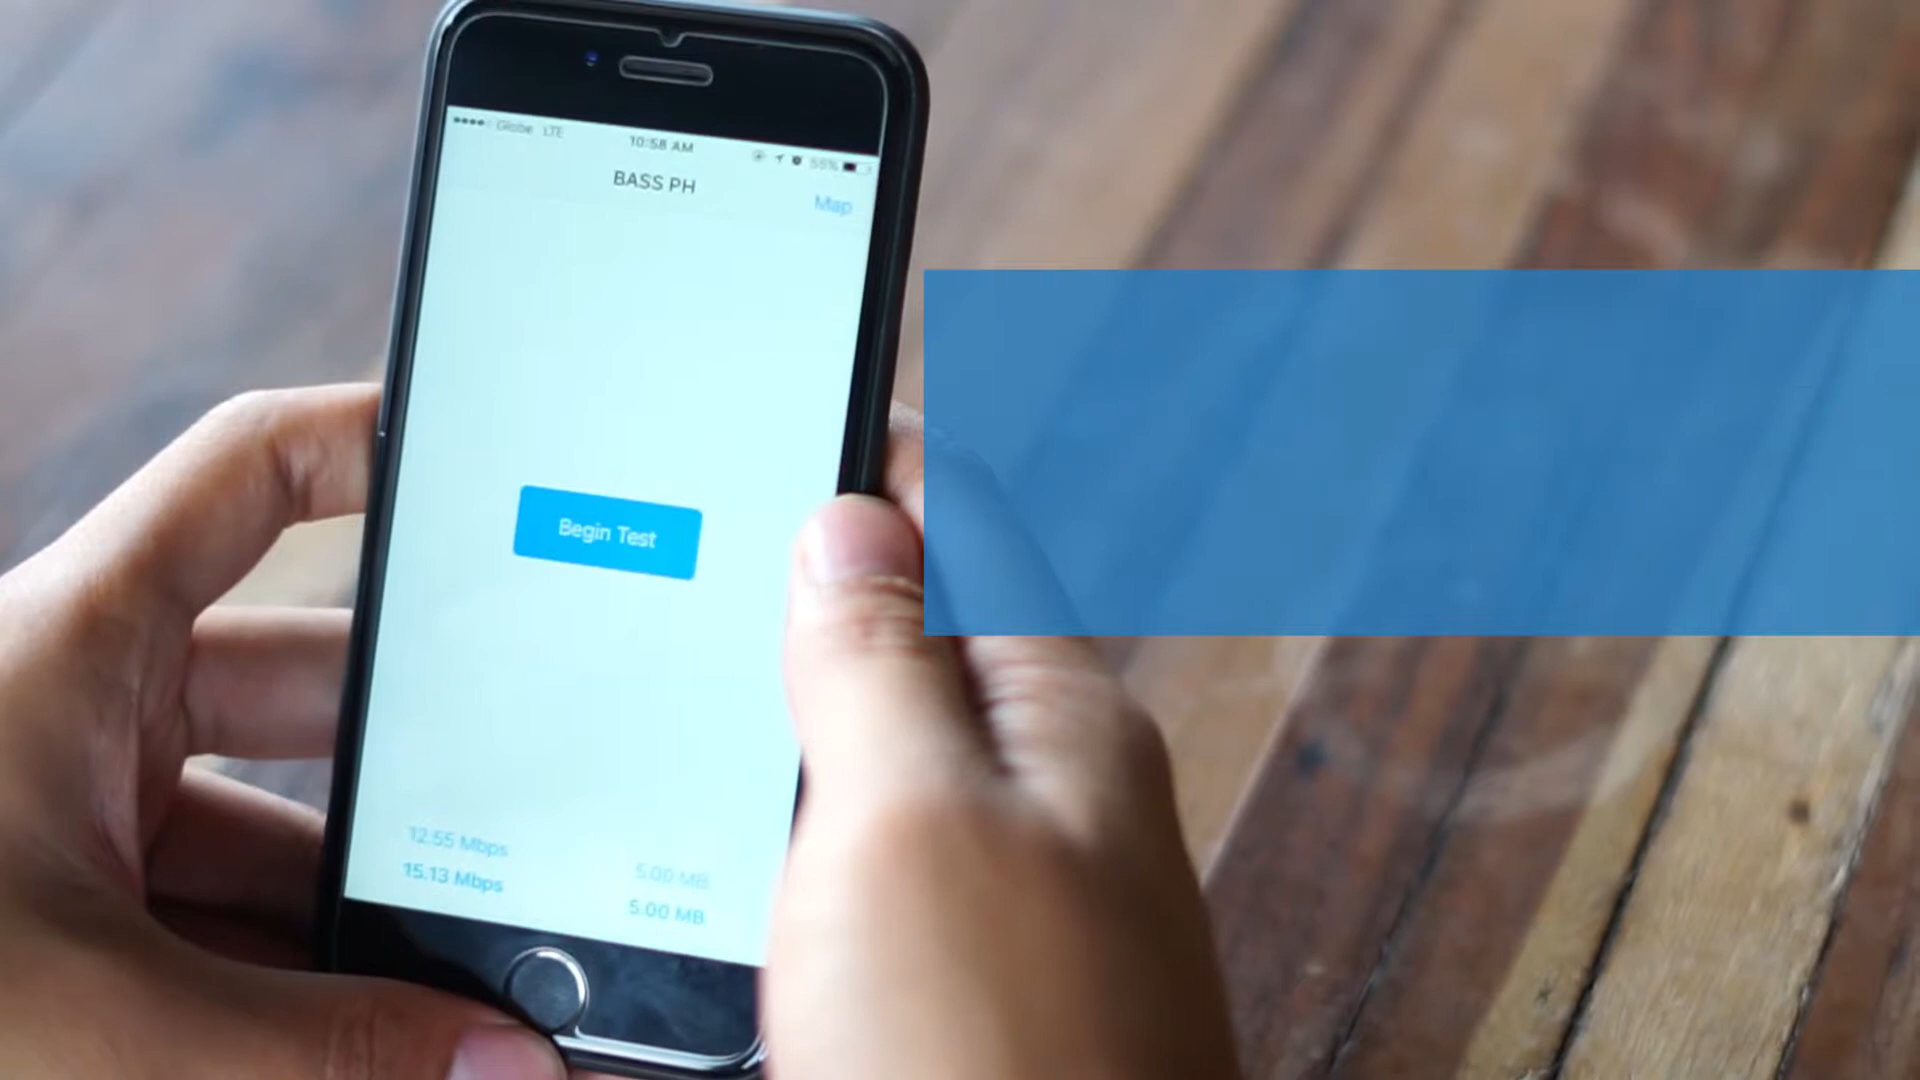 Globe LTE
10:58 AM
55%
BASS PH
Map
Begin Test
12.55 Mbps
5.00 MB
15.13 Mbps
5.00 MB